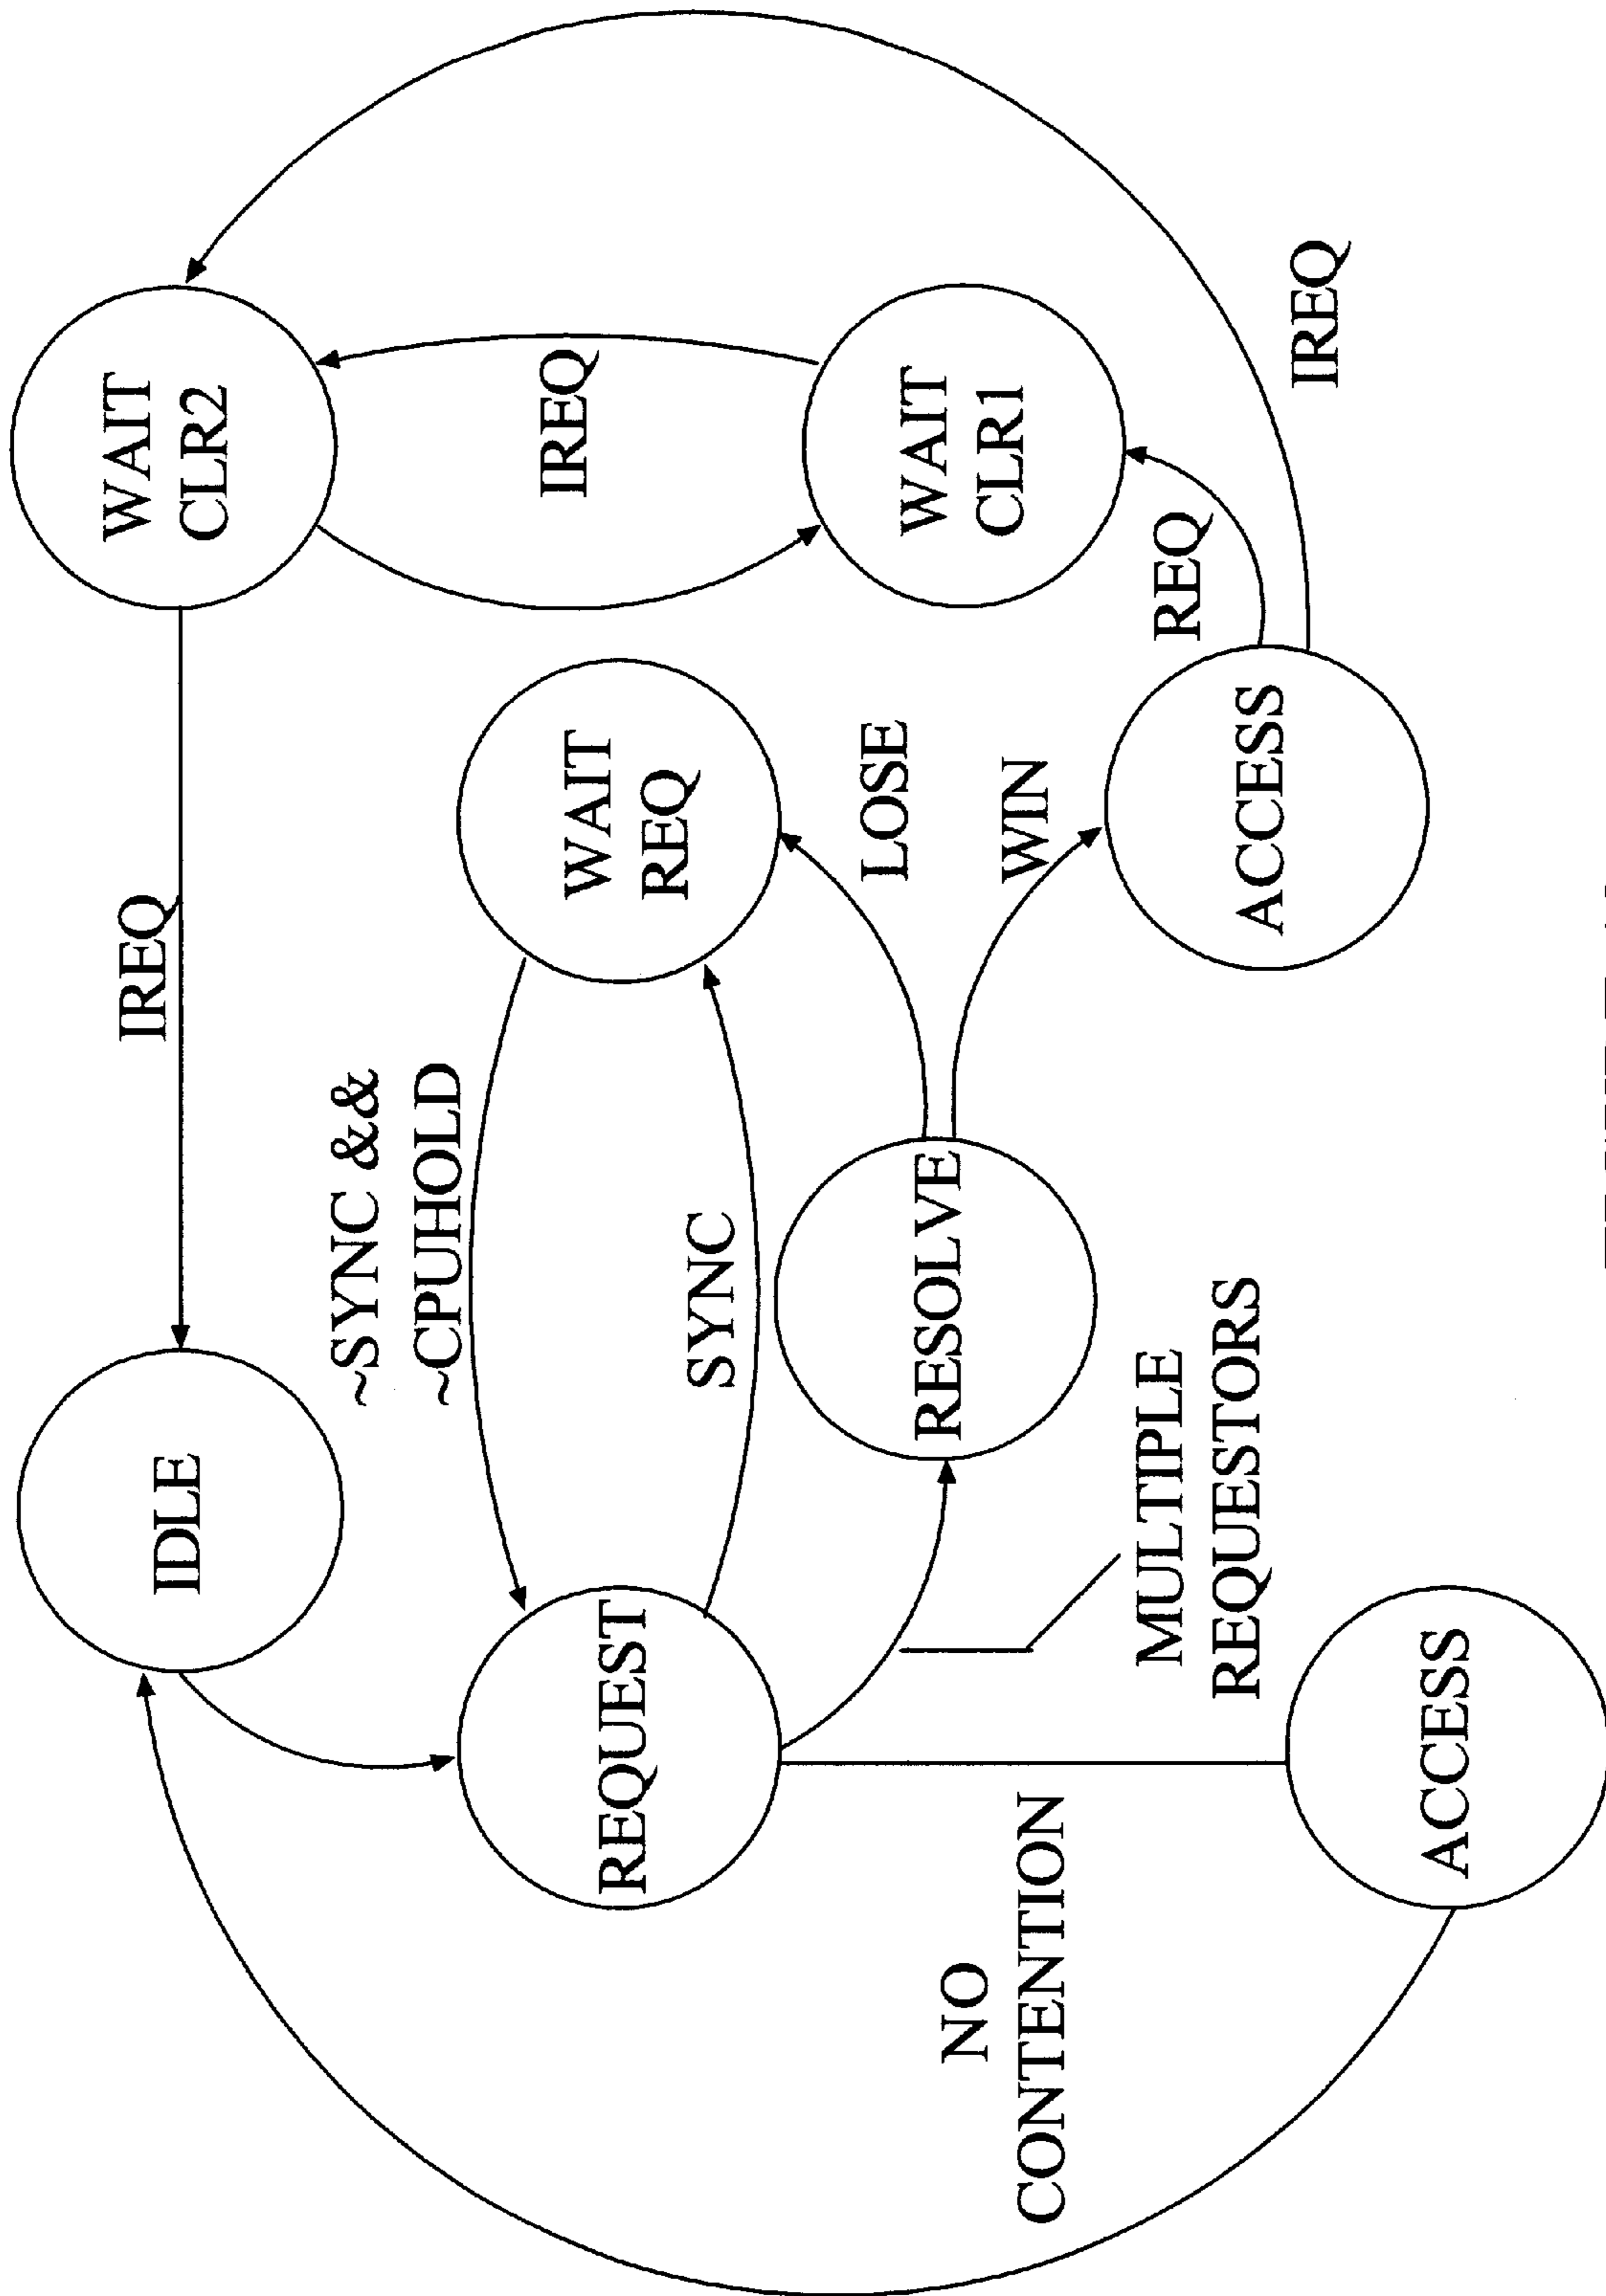 IDLE
IREQ
WAIT
CLR2
~SYNC &&
~CPUHOLD
IREQ
REQUEST
WAIT
REQ
SYNC
LOSE
WAIT
CLR1
RESOLVE
NO
CONTENTION
WIN
MULTIPLE
REQUESTORS
REQ
ACCESS
IREQ
ACCESS